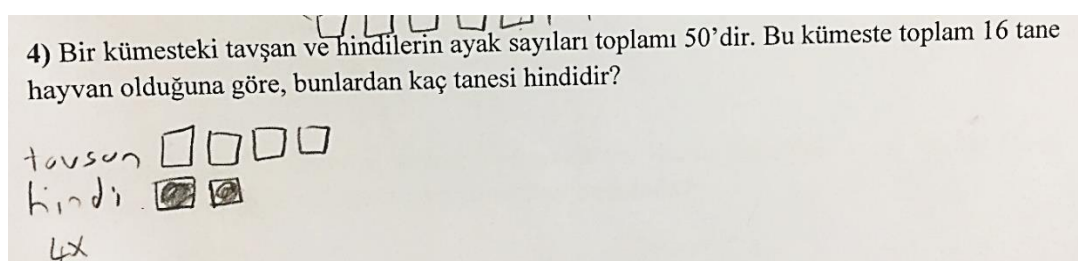 4) Bir kümesteki tavşan ve hindilerin ayak sayıları toplamı 50'dir. Bu kümeste toplam 16 tane
hayvan olduğuna göre, bunlardan kaç tanesi hindidir?
tavsan
hindi
4x